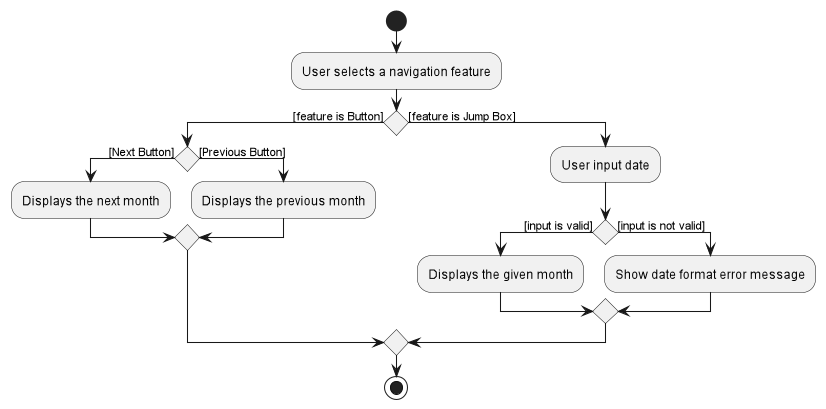 User selects a navigation feature
[feature is Button]
[feature is Jump Box]
[Next Button]
[Previous Button]
Displays the next month
Displays the previous month
User input date
[input is valid]
[input is not valid]
Displays the given month
Show date format error message